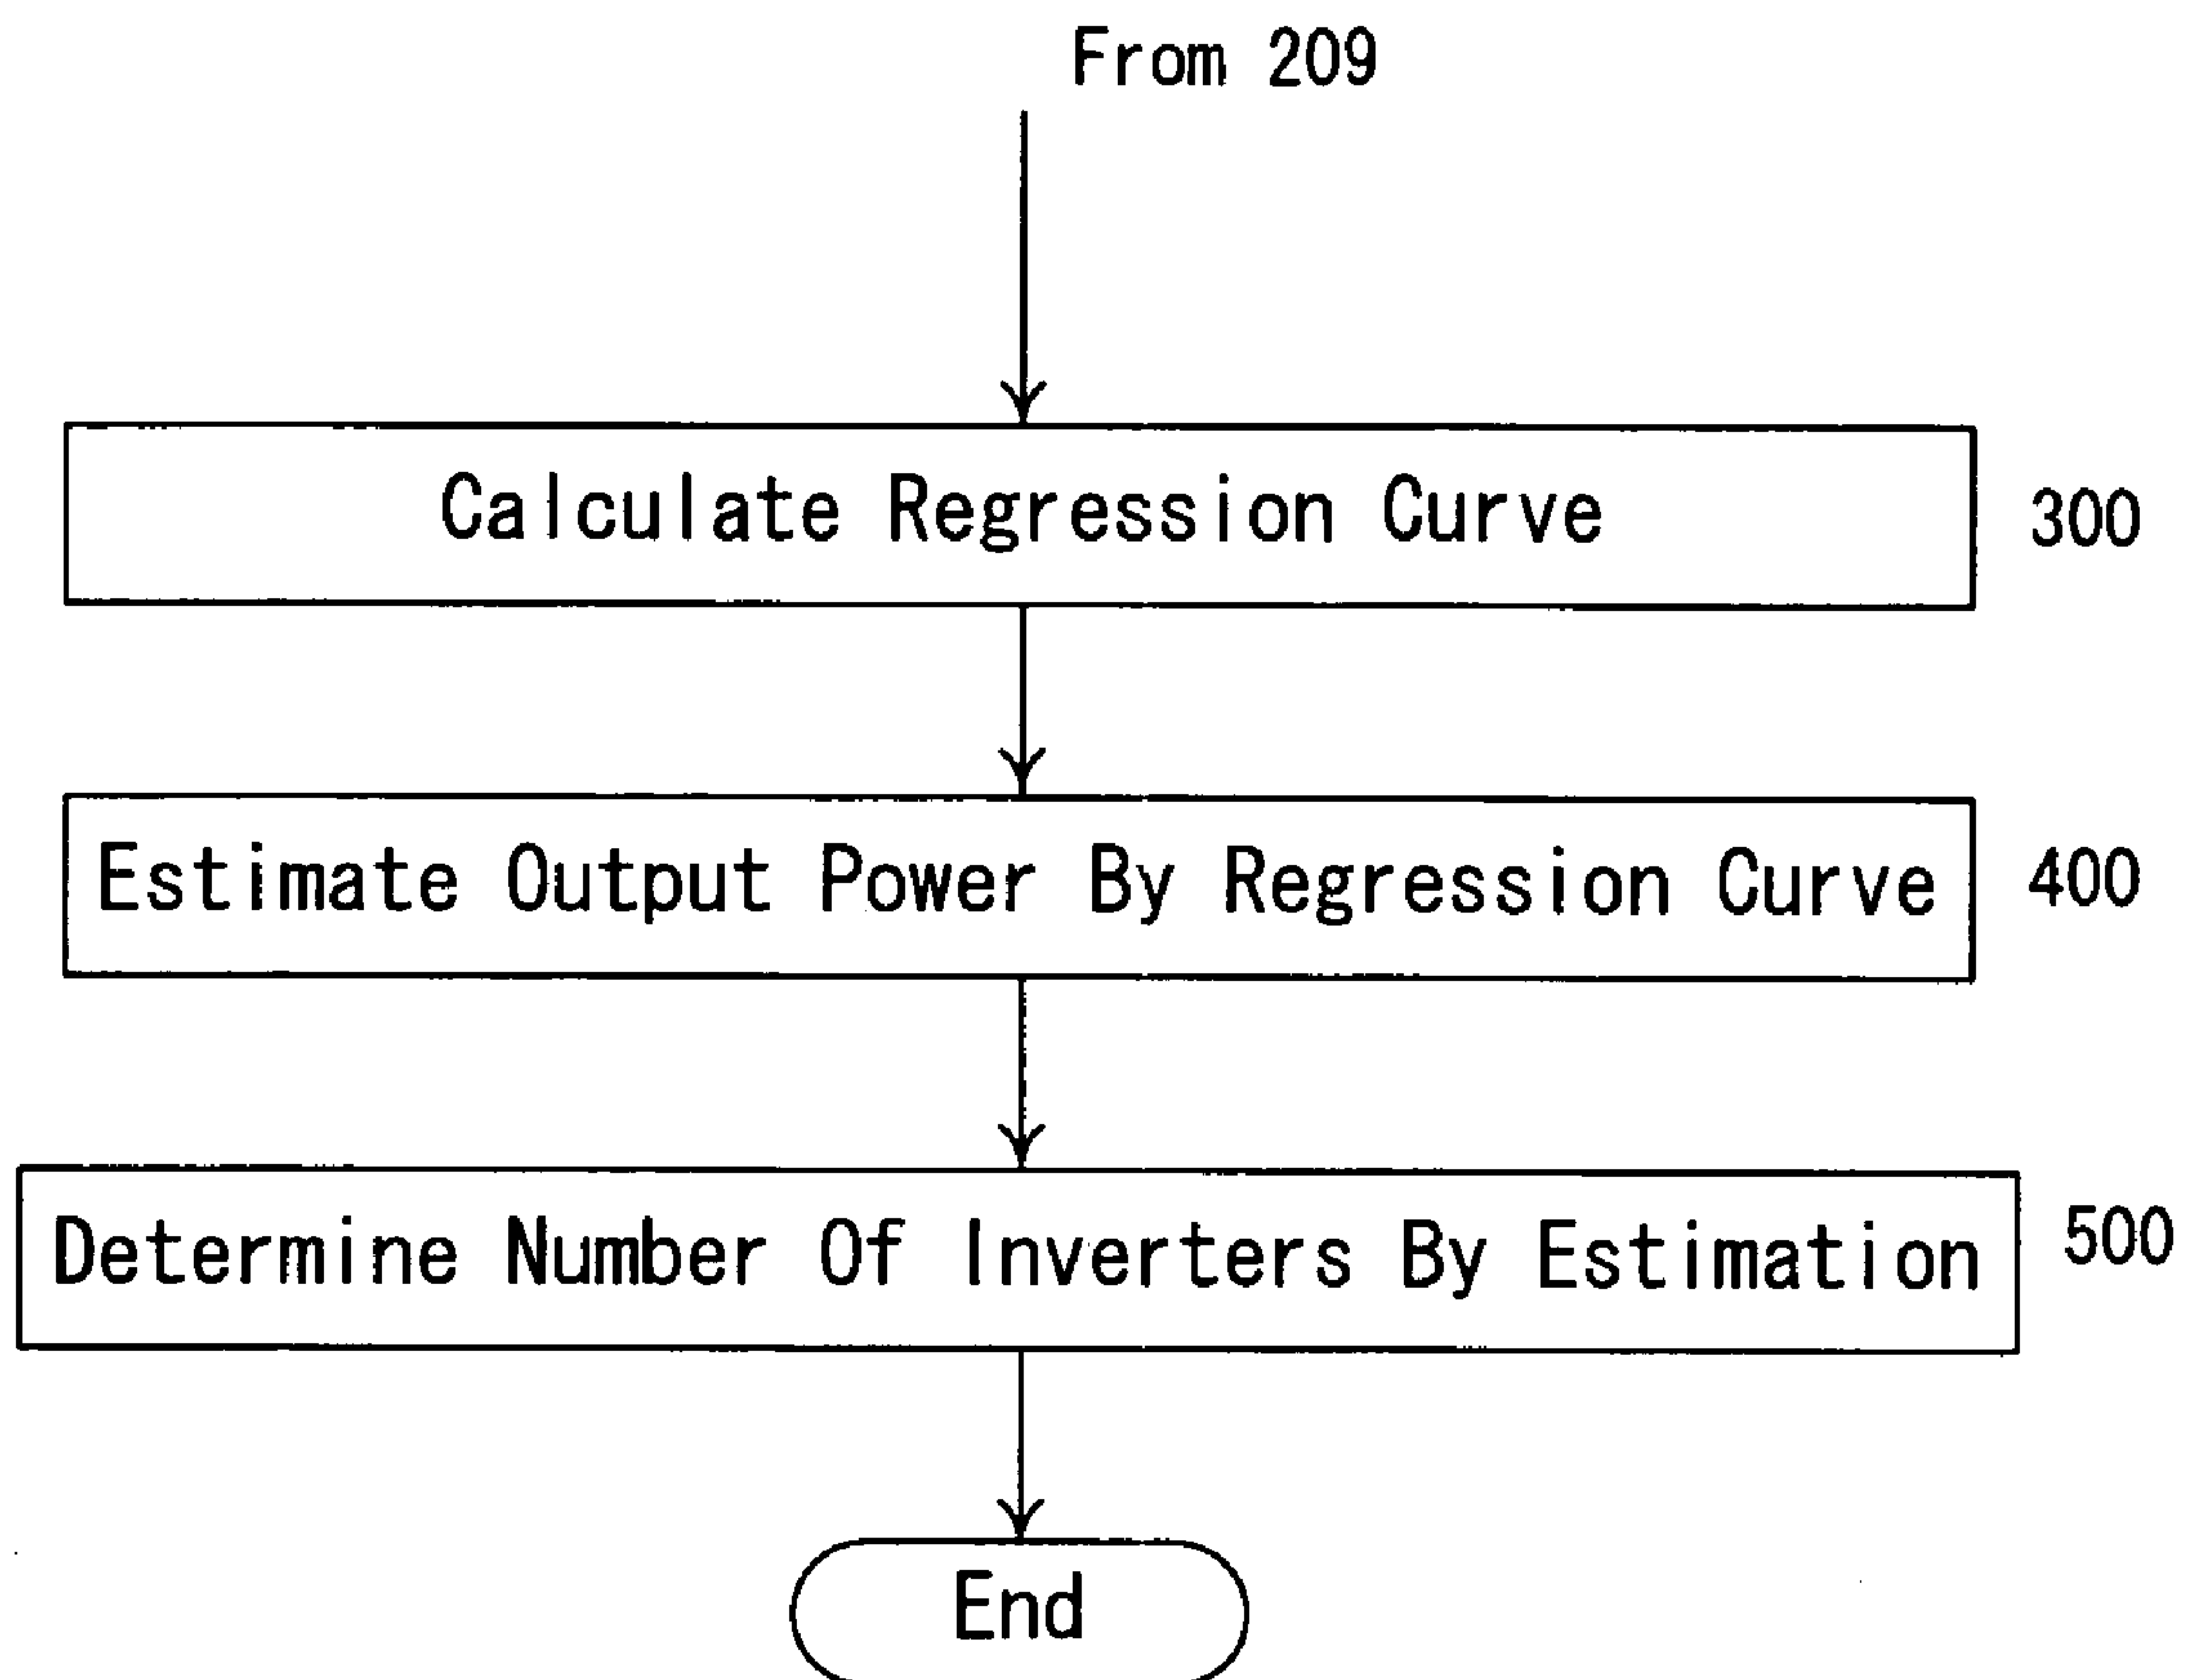 From 209
Calculate Regression Curve
300
Estimate Output Power By Regression Curve
400
Determine Number Of Inverters By Estimation
500
End